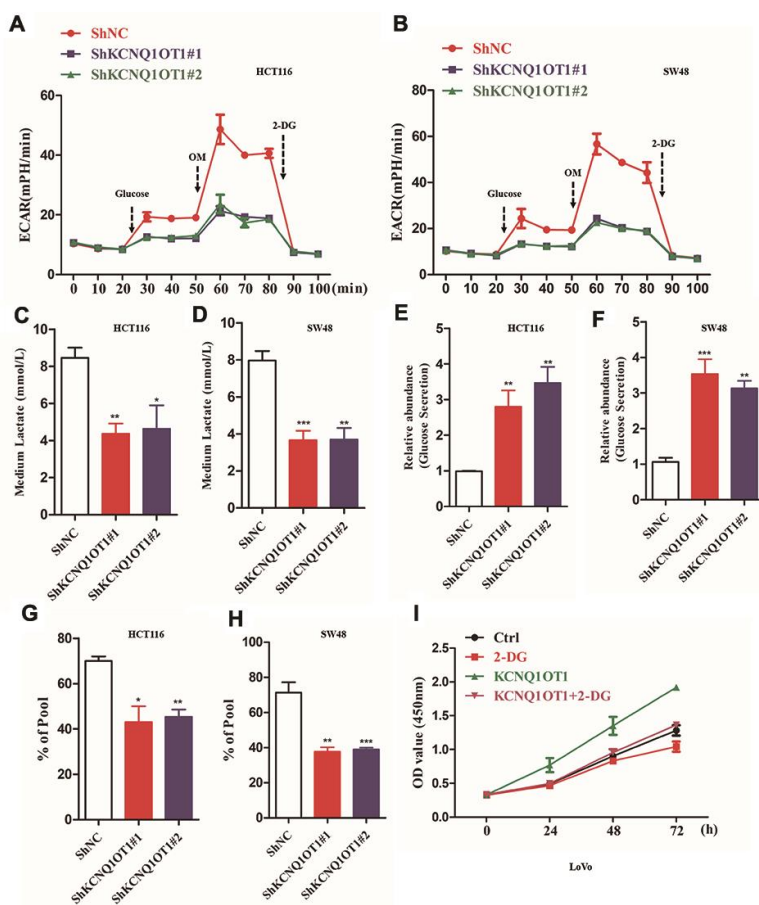 A
ShNC
ShKCNQ1OT1#1
ShKCNQ1OT1#2
HCT116
ECAR(mPH/min)
60
40
20
0
Glucose
OM
2-DG
0 10 20 30 40 50 60 70 80 90 100 (min)
B
ShNC
ShKCNQ1OT1#1
ShKCNQ1OT1#2
SW48
EACR(mPH/min)
80
60
40
20
0
Glucose
OM
2-DG
0 10 20 30 40 50 60 70 80 90 100
C
HCT116
Medium Lactate (mmol/L)
10
8
6
4
2
0
**
*
ShNC
ShKCNQ1OT1#1
ShKCNQ1OT1#2
D
SW48
Medium Lactate (mmol/L)
10
8
6
4
2
0
***
**
ShNC
ShKCNQ1OT1#1
ShKCNQ1OT1#2
E
HCT116
Relative abundance
(Glucose Secretion)
5
4
3
2
1
0
**
**
ShNC
ShKCNQ1OT1#1
ShKCNQ1OT1#2
F
SW48
Relative abundance
(Glucose Secretion)
5
4
3
2
1
0
***
**
ShNC
ShKCNQ1OT1#1
ShKCNQ1OT1#2
G
HCT116
% of Pool
80
60
40
20
0
*
**
ShNC
ShKCNQ1OT1#1
ShKCNQ1OT1#2
H
SW48
% of Pool
100
80
60
40
20
0
**
***
ShNC
ShKCNQ1OT1#1
ShKCNQ1OT1#2
I
Ctrl
2-DG
KCNQ1OT1
KCNQ1OT1+2-DG
OD value (450nm)
2.5
2.0
1.5
1.0
0.5
0.0
0 24 48 72 (h)
LoVo